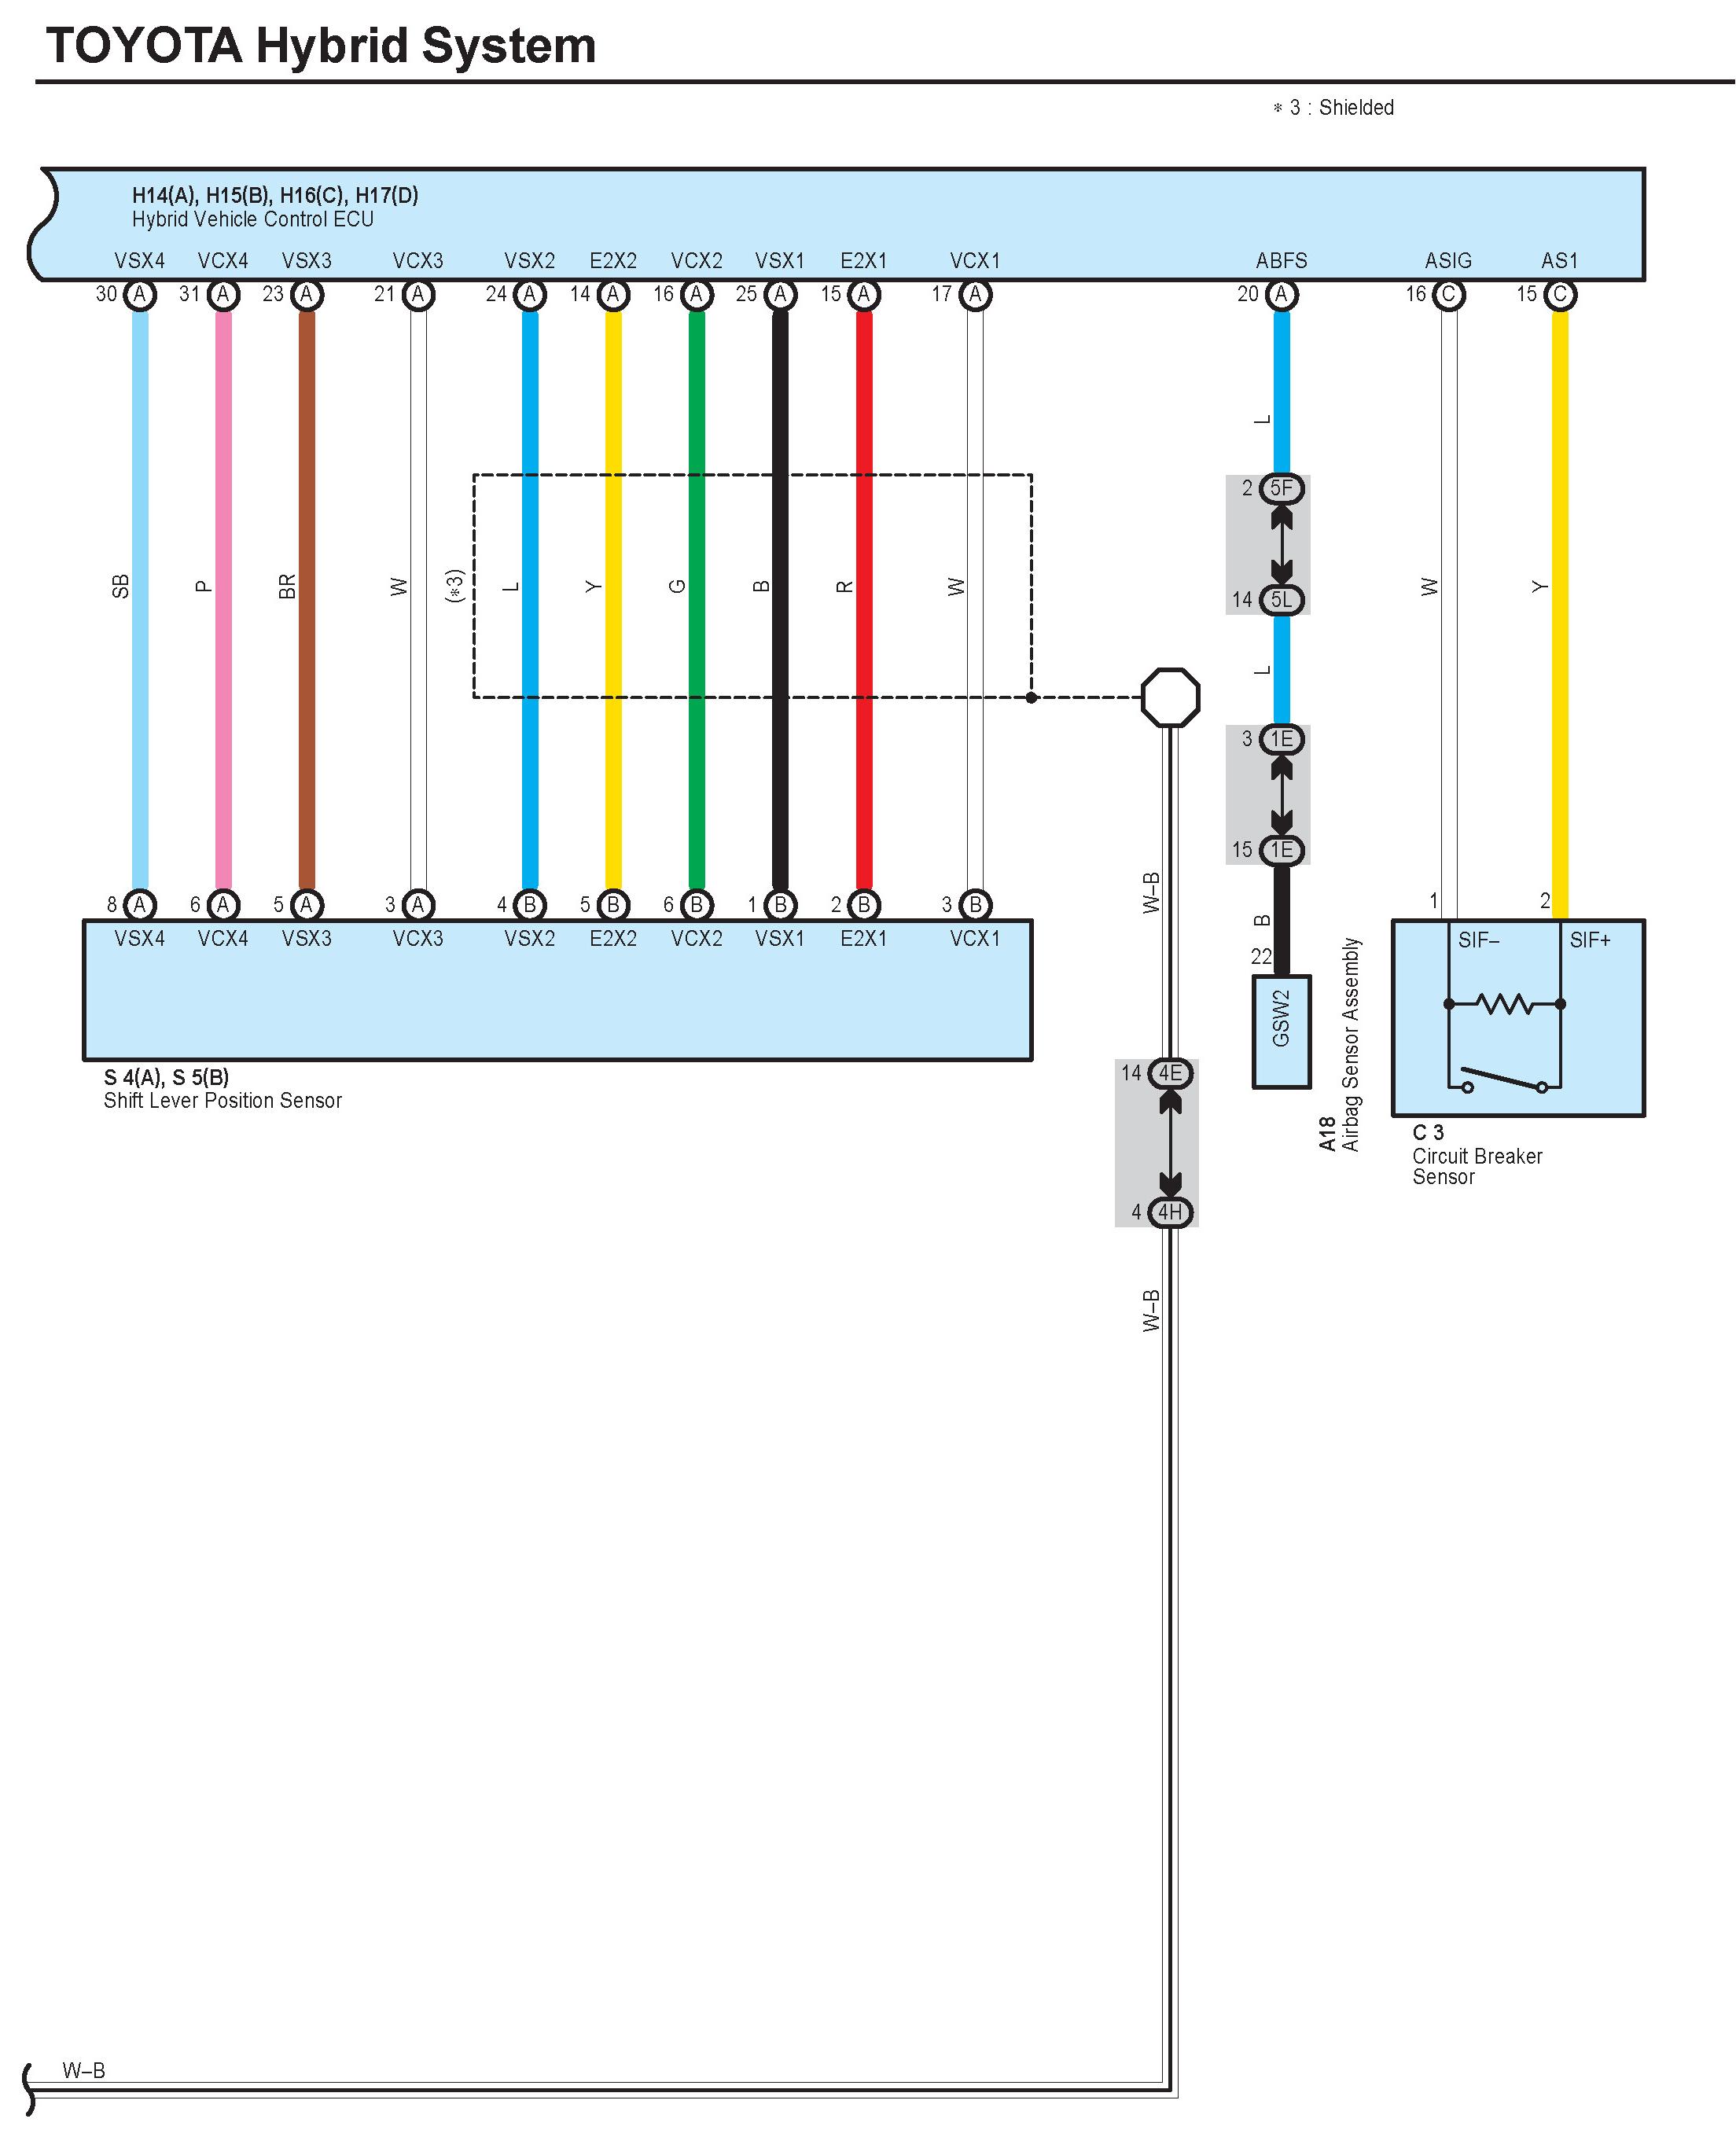 TOYOTA Hybrid System
* 3 : Shielded
H14(A), H15(B), H16(C), H17(D)
Hybrid Vehicle Control ECU
VSX4 VCX4 VSX3 VCX3 VSX2 E2X2 VCX2 VSX1 E2X1 VCX1 ABFS ASIG AS1
30 A 31 A 23 A 21 A 24 A 14 A 16 A 25 A 15 A 17 A 20 A 16 C 15 C
L
2 5F
SB P BR W (*3) L Y G B R W W Y
14 5L
L
3 1E
15 1E
W–B
B
8 A 6 A 5 A 3 A 4 B 5 B 6 B 1 B 2 B 3 B 1 2
VSX4 VCX4 VSX3 VCX3 VSX2 E2X2 VCX2 VSX1 E2X1 VCX1 SIF– SIF+
22
GSW2
A18
Airbag Sensor Assembly
S 4(A), S 5(B)
Shift Lever Position Sensor
14 4E
C 3
Circuit Breaker
Sensor
4 4H
W–B
W–B